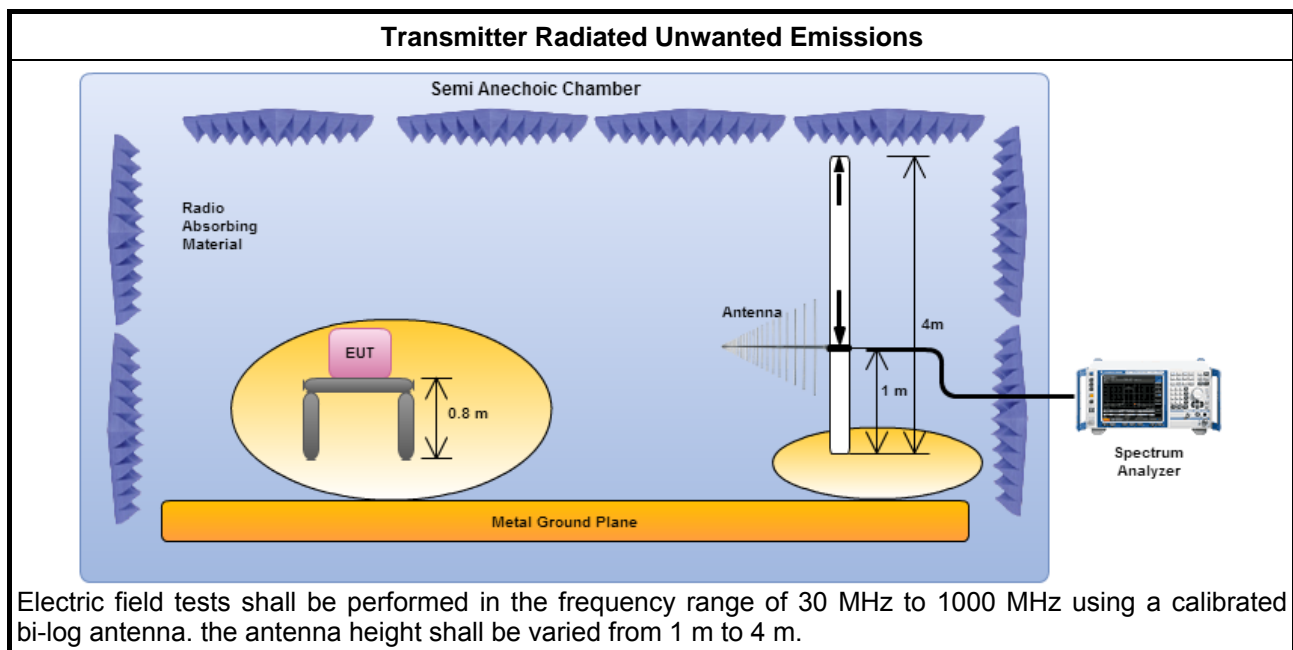 Transmitter Radiated Unwanted Emissions
Semi Anechoic Chamber
Radio
Absorbing
Material
Antenna
4m
EUT
1 m
0.8 m
Spectrum
Analyzer
Metal Ground Plane
Electric field tests shall be performed in the frequency range of 30 MHz to 1000 MHz using a calibrated
bi-log antenna. the antenna height shall be varied from 1 m to 4 m.